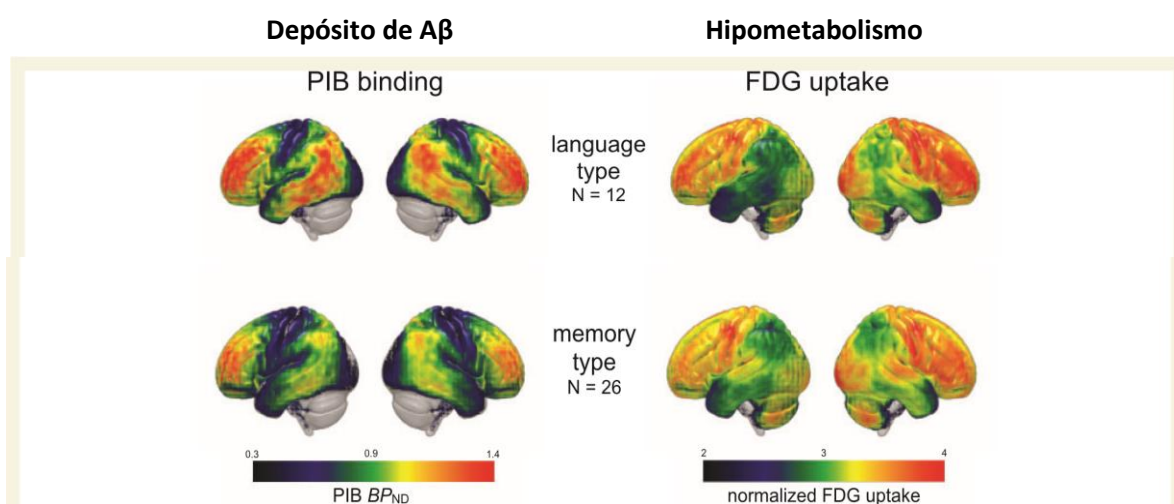 Depósito de Aβ
Hipometabolismo
PIB binding
FDG uptake
language
type
N = 12
memory
type
N = 26
0.3 0.9 1.4
PIB BPND
2 3 4
normalized FDG uptake